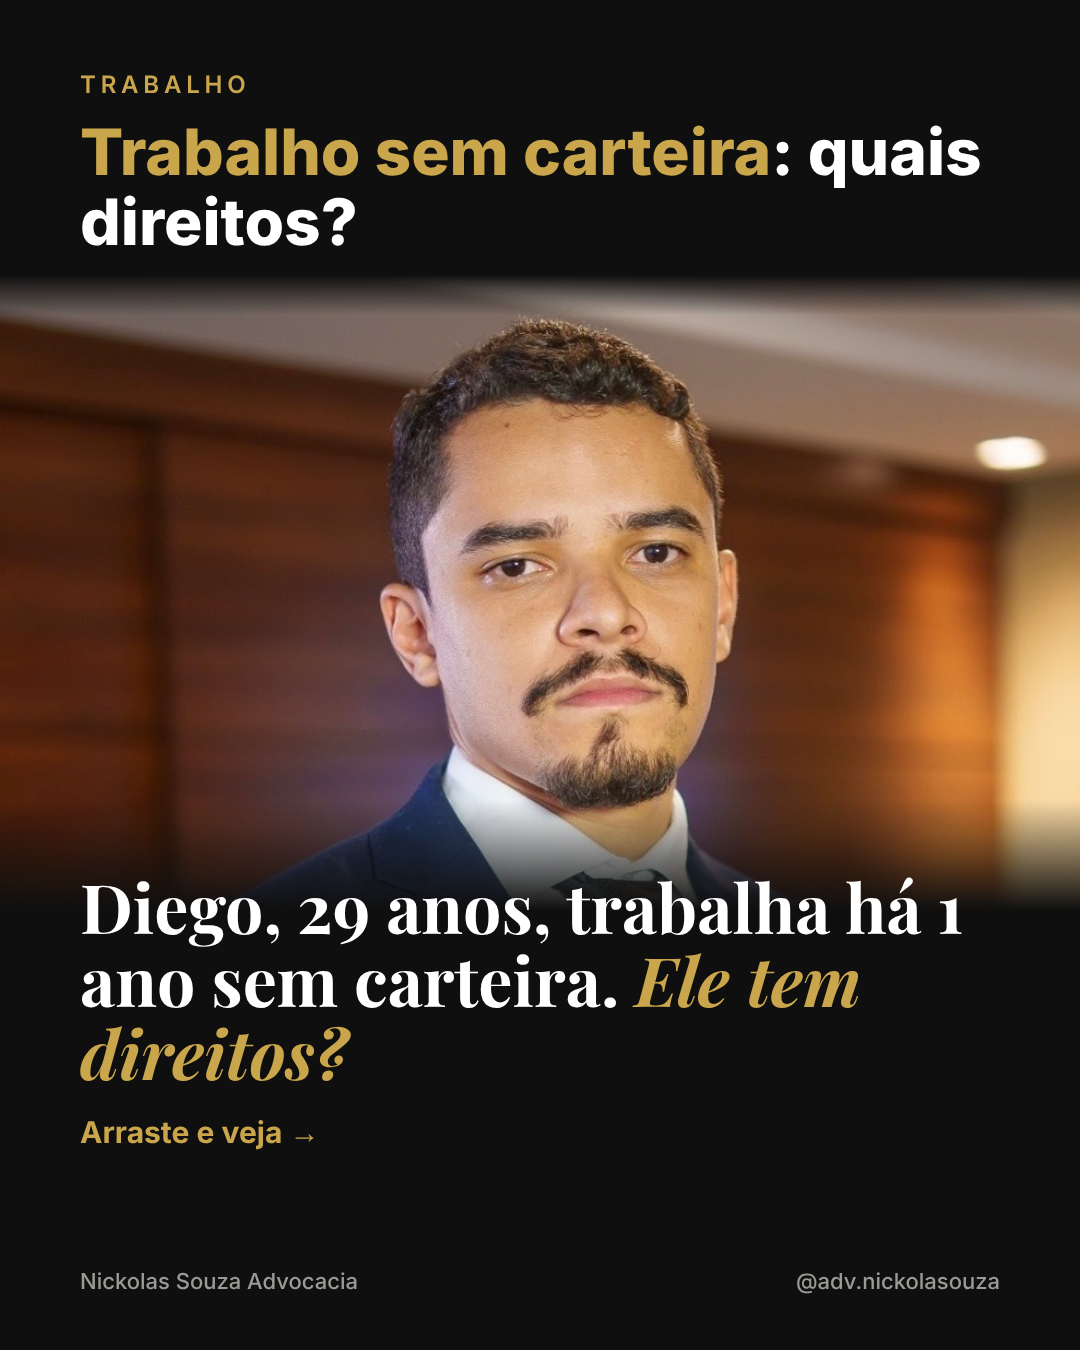 TRABALHO
Trabalho sem carteira: quais
direitos?
Diego, 29 anos, trabalha há 1
ano sem carteira. Ele tem
direitos?
Arraste e veja →
Nickolas Souza Advocacia
@adv.nickolasouza